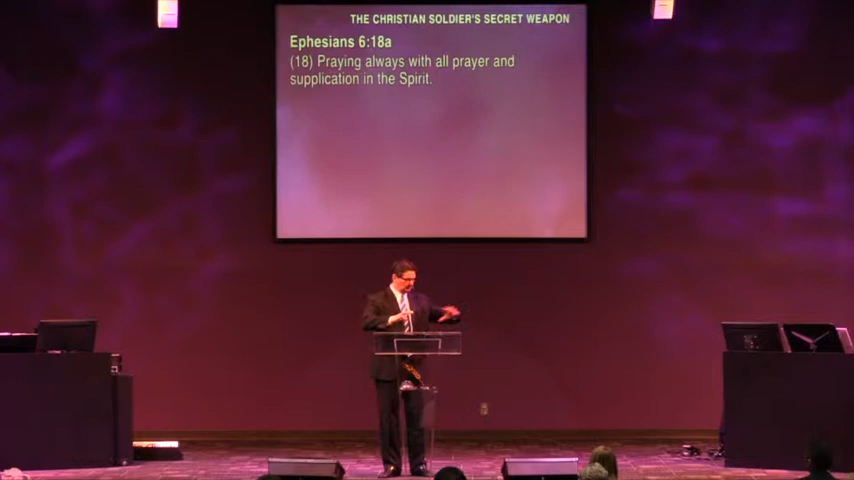 THE CHRISTIAN SOLDIER'S SECRET WEAPON
Ephesians 6:18a
(18) Praying always with all prayer and
supplication in the Spirit.